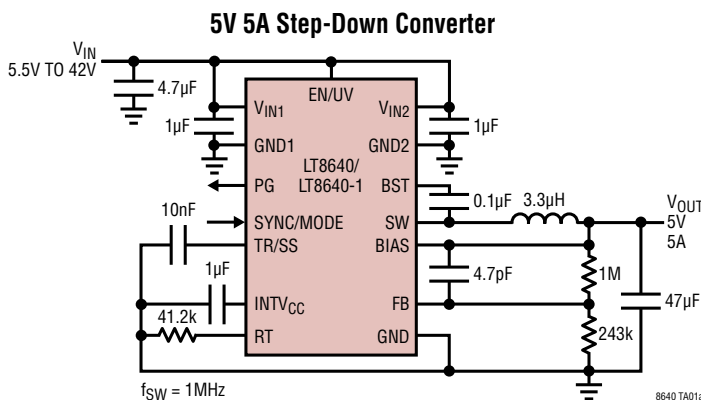 5V 5A Step-Down Converter
VIN
5.5V TO 42V
4.7µF
EN/UV
VIN1
VIN2
1µF
1µF
GND1
GND2
LT8640/
LT8640-1
PG
BST
0.1µF
3.3µH
VOUT
5V
5A
10nF
SYNC/MODE
SW
TR/SS
BIAS
1µF
4.7pF
1M
INTVCC
FB
47µF
41.2k
243k
RT
GND
fSW = 1MHz
8640 TA01a